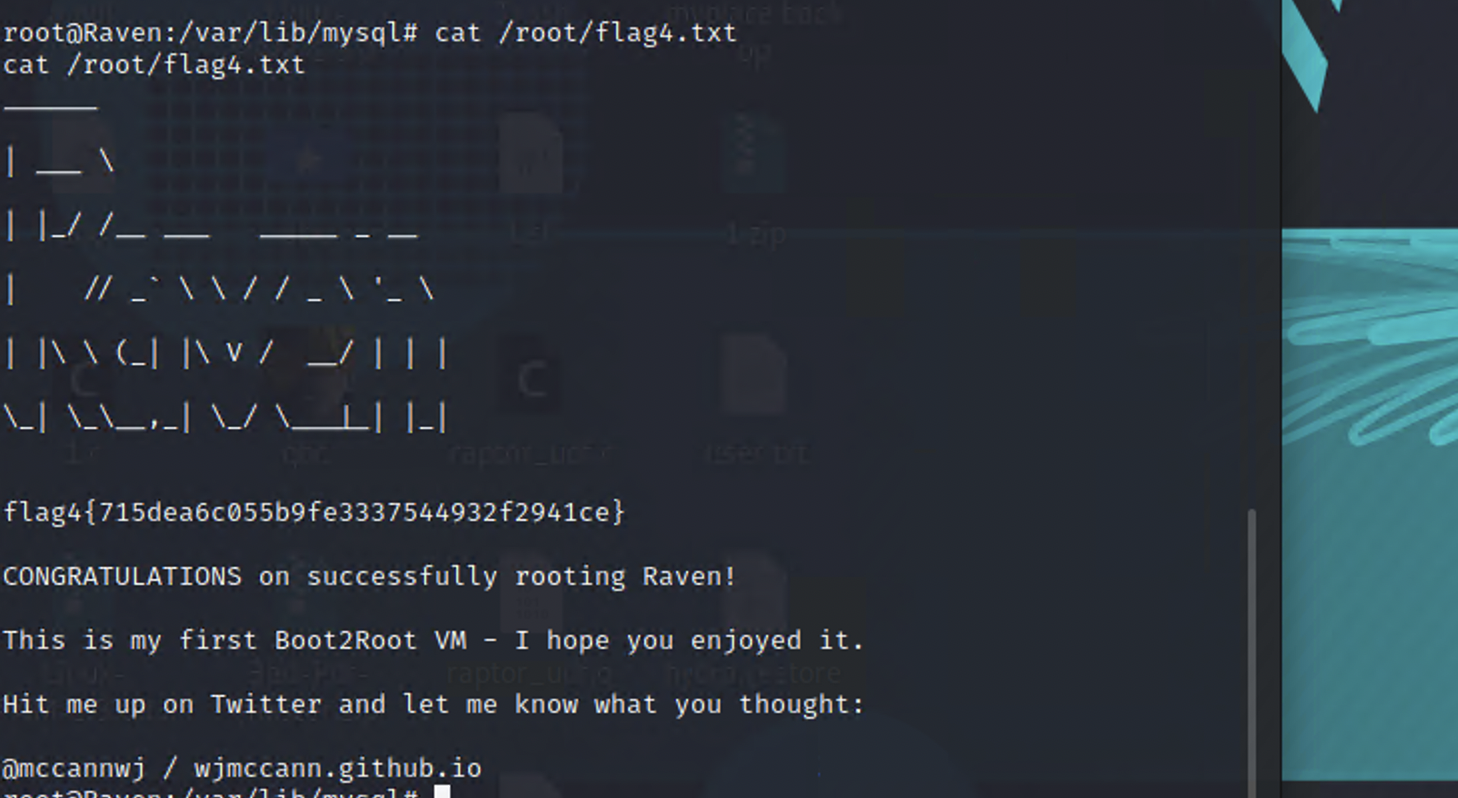 root@Raven:/var/lib/mysql# cat /root/flag4.txt
cat /root/flag4.txt
______
| ___ \
| |_/ /__ ___   _____ _ __
|    // _` \ \ / / _ \ '_ \
| |\ \ (_| |\ V /  __/ | | |
\_| \_\__,_| \_/ \___|_| |_|
flag4{715dea6c055b9fe3337544932f2941ce}
CONGRATULATIONS on successfully rooting Raven!
This is my first Boot2Root VM - I hope you enjoyed it.
Hit me up on Twitter and let me know what you thought:
@mccannwj / wjmccann.github.io
root@Raven:/var/lib/mysql#